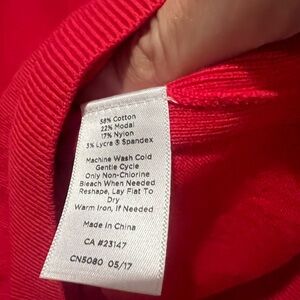 58% Cotton
22% Modal
17% Nylon
3% Lycra ® Spandex
Machine Wash Cold
Gentle Cycle
Only Non-Chlorine
Bleach When Needed
Reshape, Lay Flat To
Dry
Warm Iron, If Needed
Made in China
CA #23147
CN5080 05/17